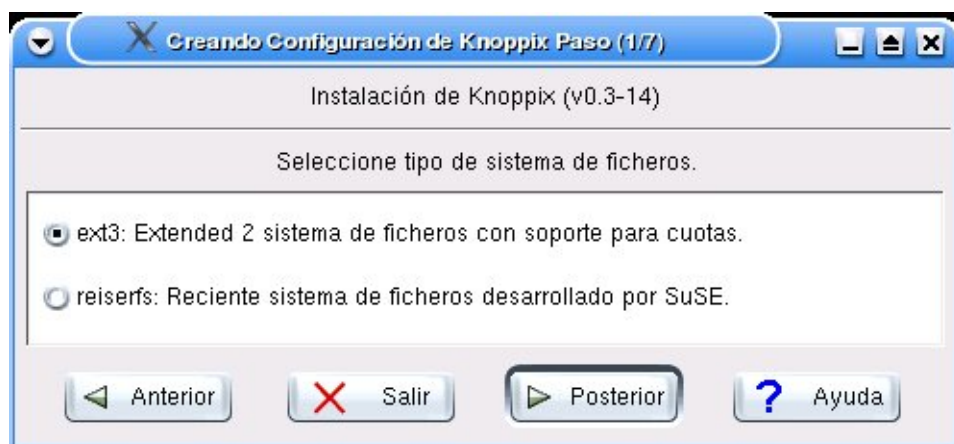 Creando Configuración de Knoppix Paso (1/7)
Instalación de Knoppix (v0.3-14)
Seleccione tipo de sistema de ficheros.
ext3: Extended 2 sistema de ficheros con soporte para cuotas.
reiserfs: Reciente sistema de ficheros desarrollado por SuSE.
Anterior Salir Posterior ? Ayuda